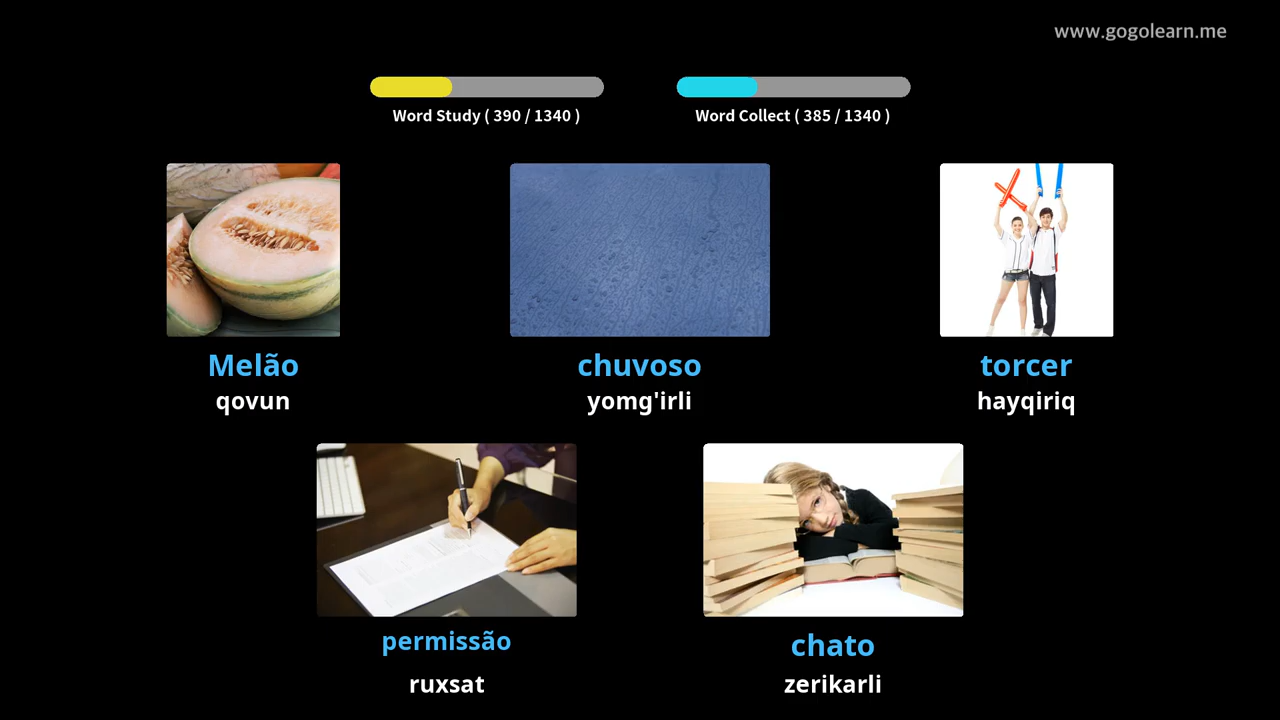 www.gogolearn.me
Word Study ( 390 / 1340 )
Word Collect ( 385 / 1340 )
Melão
qovun
chuvoso
yomg'irli
torcer
hayqiriq
permissão
ruxsat
chato
zerikarli